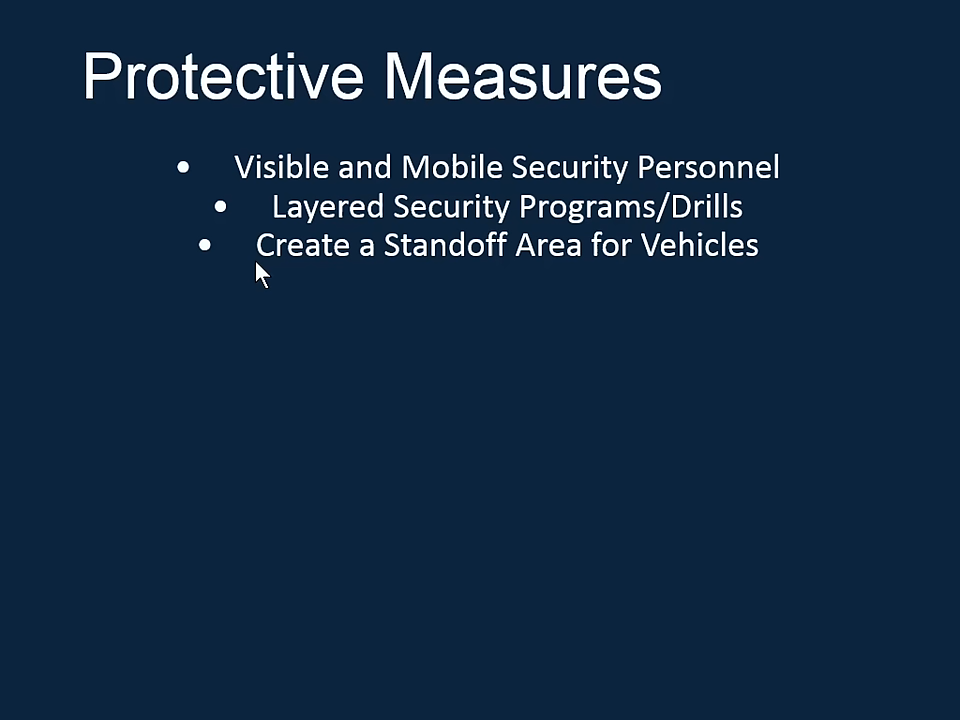 Protective Measures
• Visible and Mobile Security Personnel
• Layered Security Programs/Drills
• Create a Standoff Area for Vehicles